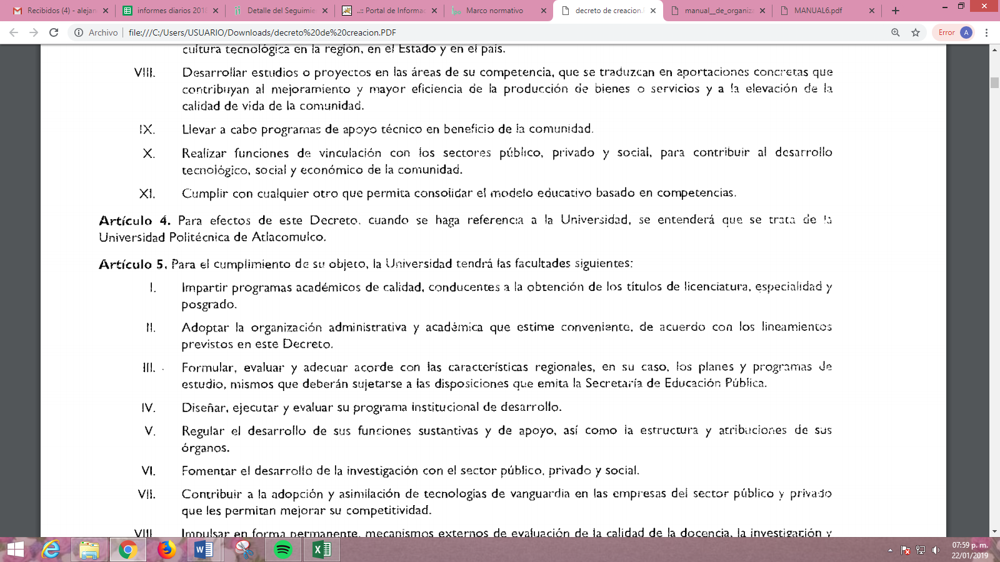 Recibidos (4) - alejan
informes diarios 2018
Detalle del Seguimie
..:: Portal de Informac
Marco normativo
decreto de creacion.
manual__de_organiza
MANUAL6.pdf
Archivo
file:///C:/Users/USUARIO/Downloads/decreto%20de%20creacion.PDF
Error
A
cultura tecnológica en la región, en el Estado y en el país.
VIII. Desarrollar estudios o proyectos en las áreas de su competencia, que se traduzcan en aportaciones concretas que
contribuyan al mejoramiento y mayor eficiencia de la producción de bienes o servicios y a la elevación de la
calidad de vida de la comunidad.
IX. Llevar a cabo programas de apoyo técnico en beneficio de la comunidad.
X. Realizar funciones de vinculación con los sectores público, privado y social, para contribuir al desarrollo
tecnológico, social y económico de la comunidad.
XI. Cumplir con cualquier otro que permita consolidar el modelo educativo basado en competencias.
Artículo 4. Para efectos de este Decreto, cuando se haga referencia a la Universidad, se entenderá que se trata de la
Universidad Politécnica de Atlacomulco.
Artículo 5. Para el cumplimiento de su objeto, la Universidad tendrá las facultades siguientes:
I. Impartir programas académicos de calidad, conducentes a la obtención de los títulos de licenciatura, especialidad y
posgrado.
II. Adoptar la organización administrativa y académica que estime conveniente, de acuerdo con los lineamientos
previstos en este Decreto.
III. Formular, evaluar y adecuar acorde con las características regionales, en su caso, los planes y programas de
estudio, mismos que deberán sujetarse a las disposiciones que emita la Secretaría de Educación Pública.
IV. Diseñar, ejecutar y evaluar su programa institucional de desarrollo.
V. Regular el desarrollo de sus funciones sustantivas y de apoyo, así como la estructura y atribuciones de sus
órganos.
VI. Fomentar el desarrollo de la investigación con el sector público, privado y social.
VII. Contribuir a la adopción y asimilación de tecnologías de vanguardia en las empresas del sector público y privado
que les permitan mejorar su competitividad.
VIII. Impulsar en forma permanente, mecanismos externos de evaluación de la calidad de la docencia, la investigación y
07:59 p. m.
22/01/2019